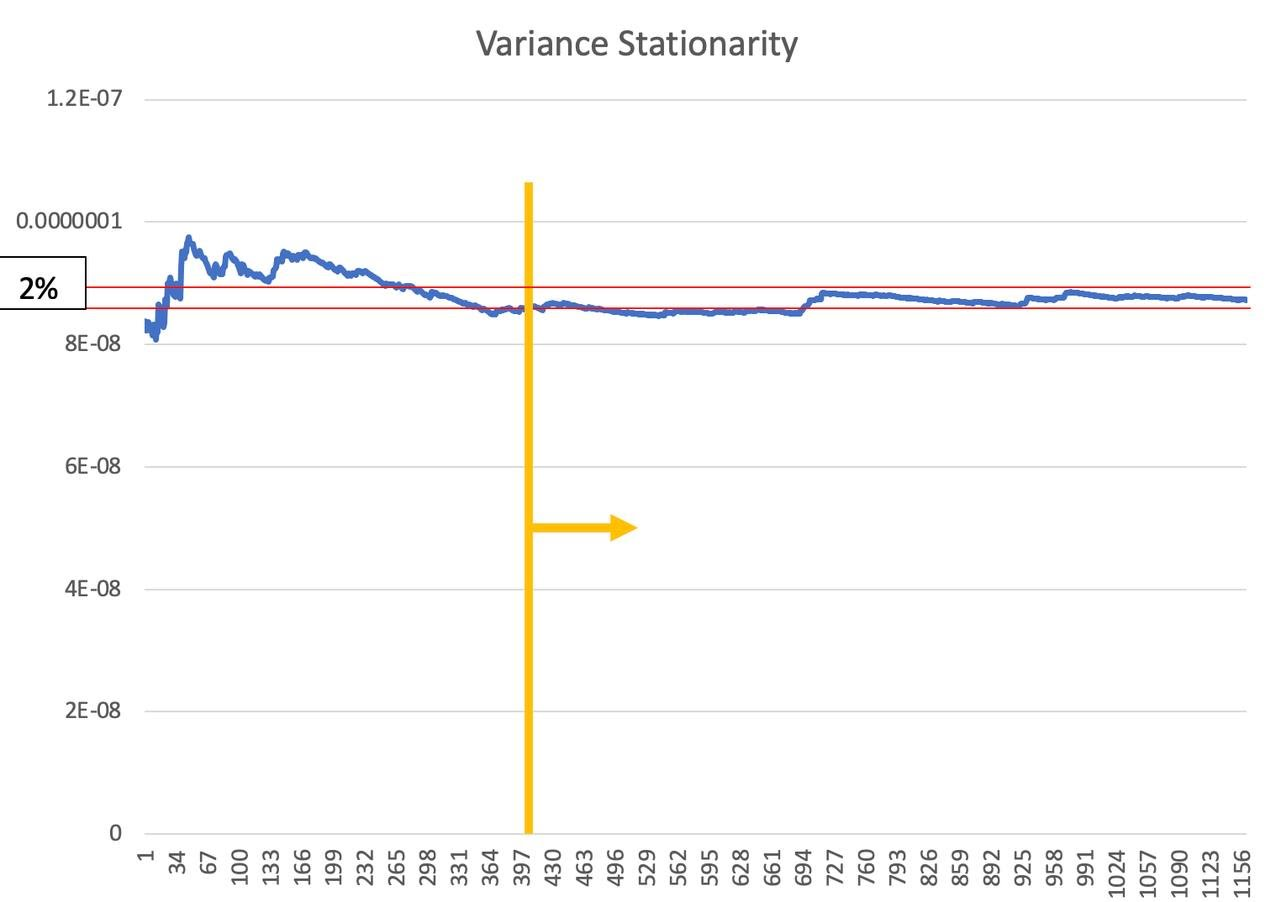 Variance Stationarity
1.2E-07
0.0000001
2%
8E-08
6E-08
4E-08
2E-08
0
1 34 67 100 133 166 199 232 265 298 331 364 397 430 463 496 529 562 595 628 661 694 727 760 793 826 859 892 925 958 991 1024 1057 1090 1123 1156